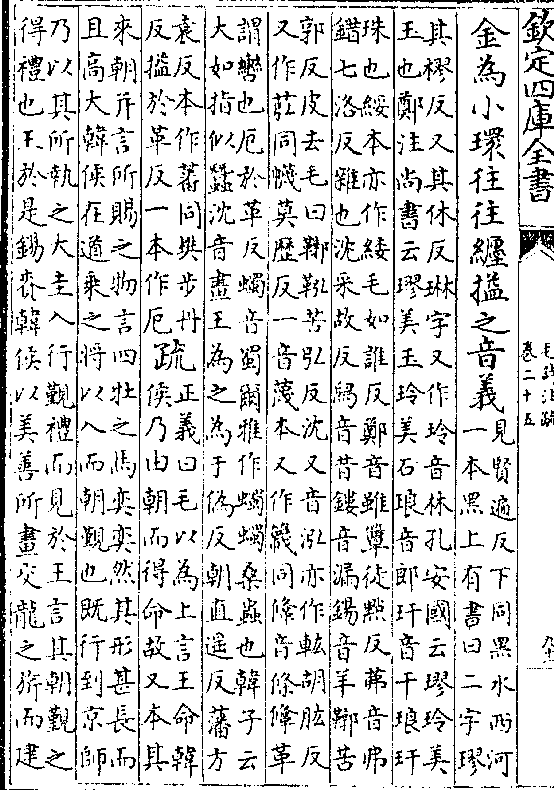 欽定四庫全書
毛詩注疏
卷二十五
金為小環往往纏搤之音義
見賢遍反下同黑水西河
一本黑上有書曰二字璆
其樛反又其休反琳字又作玲音林孔安國云璆玲美
玉也鄭注尚書云璆美玉玲美石琅音郎玕音干琅玕
珠也綏本亦作緌毛如誰反鄭音雖簟徒點反茀音弗
錯七洛反雜也沈采故反舄音昔鏤音漏鍚音羊鞹苦
郭反皮去毛曰鞹鞃苦弘反沈又音泓亦作胡肱反
又作同幭莫歷反一音蔑本又作同鞗音條鞗革
謂轡也厄於革反蠋音蜀爾雅作蠋蠋桑蟲也韓子云
大如指似蠶沈音畫王為之為于偽反朝直遥反藩方
袁反本作蕃同樊步丹
反搤於革反一本作厄
疏
正義曰毛以為上言王命韓
侯乃由朝而得命故又本其
來朝并言所賜之物言四牡之馬奕奕然其形甚長而
且高大韓侯在道乘之將以入而朝覲也既行到京師
乃以其所執之大圭入行覲禮而見於王言其朝覲之
得禮也王於是錫賚韓侯以美善所畫交龍之旂而建